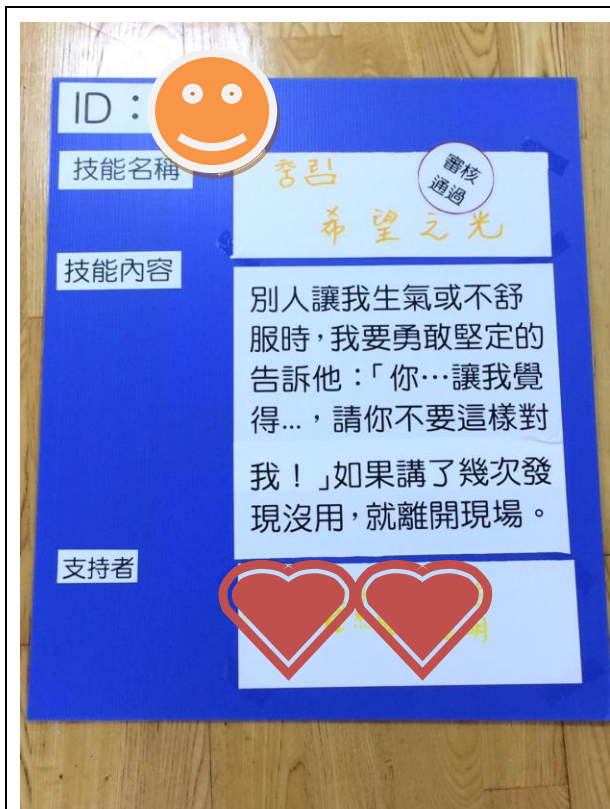 ID：
技能名稱
審核
通過
希望之光
技能內容
別人讓我生氣或不舒
服時，我要勇敢堅定的
告訴他：「你⋯讓我覺
得...，請你不要這樣對
我！」如果講了幾次發
現沒用，就離開現場。
支持者